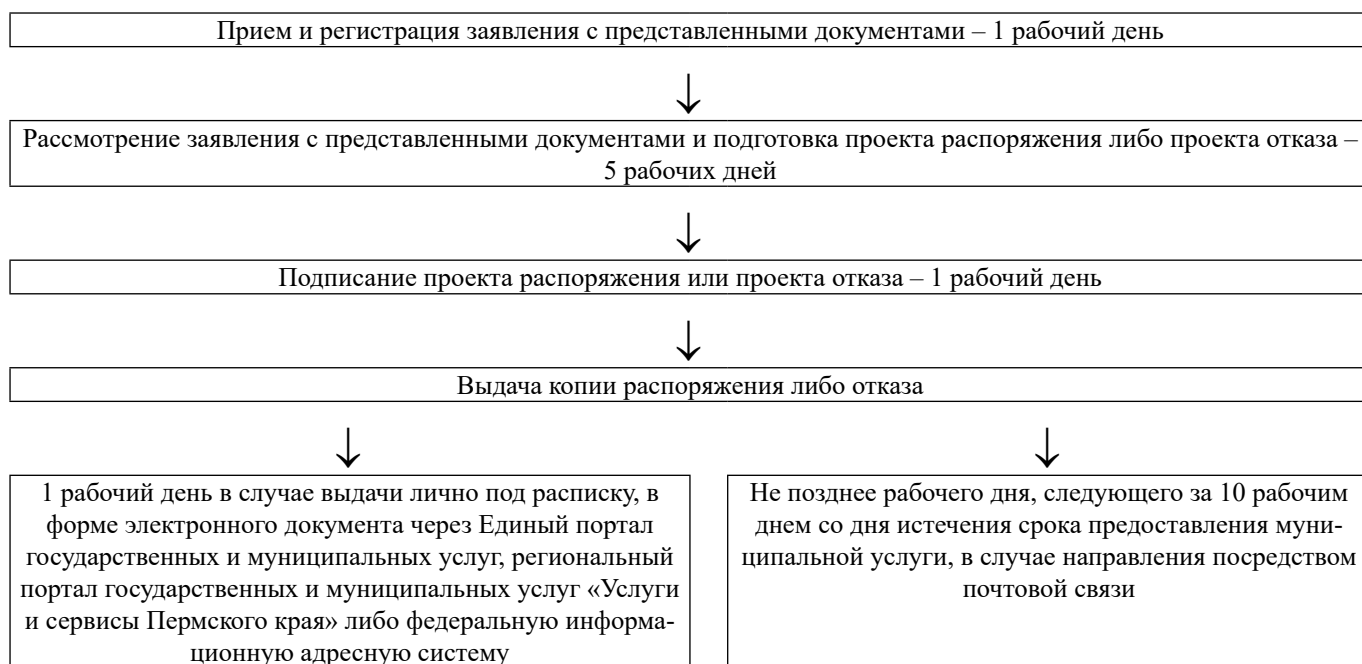 Прием и регистрация заявления с представленными документами – 1 рабочий день
↓
Рассмотрение заявления с представленными документами и подготовка проекта распоряжения либо проекта отказа –
5 рабочих дней
↓
Подписание проекта распоряжения или проекта отказа – 1 рабочий день
↓
Выдача копии распоряжения либо отказа
↓ ↓
1 рабочий день в случае выдачи лично под расписку, в
форме электронного документа через Единый портал
государственных и муниципальных услуг, региональный
портал государственных и муниципальных услуг «Услуги
и сервисы Пермского края» либо федеральную информа-
ционную адресную систему
Не позднее рабочего дня, следующего за 10 рабочим
днем со дня истечения срока предоставления муни-
ципальной услуги, в случае направления посредством
почтовой связи